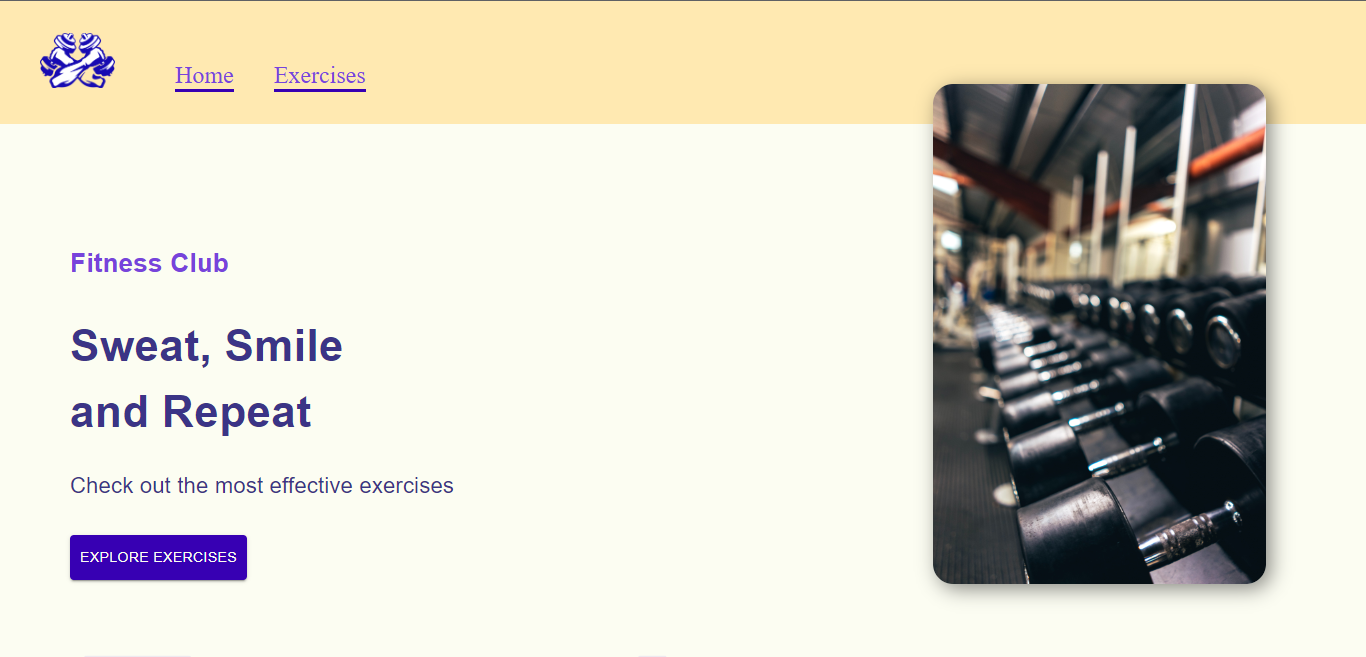 Home Exercises
Fitness Club
Sweat, Smile
and Repeat
Check out the most effective exercises
EXPLORE EXERCISES